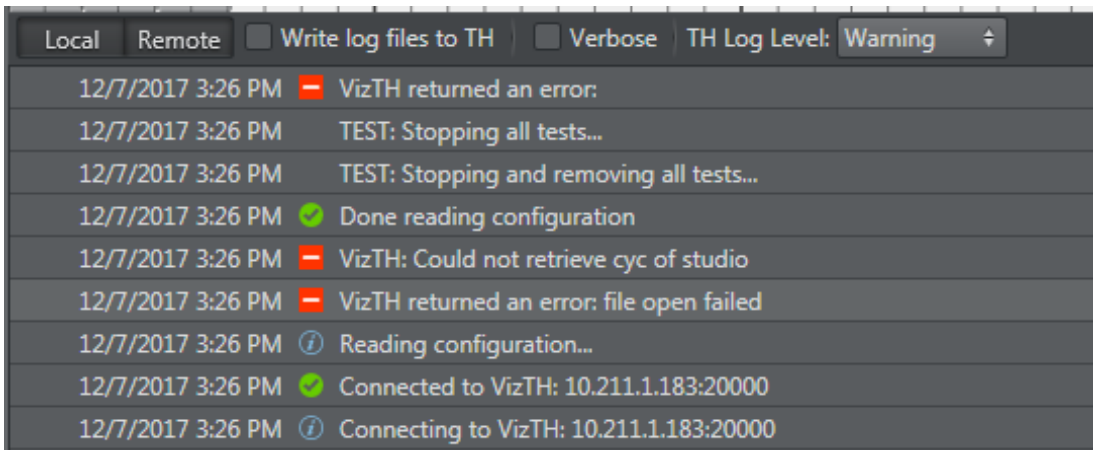 Local Remote Write log files to TH Verbose TH Log Level: Warning
12/7/2017 3:26 PM VizTH returned an error:
12/7/2017 3:26 PM TEST: Stopping all tests...
12/7/2017 3:26 PM TEST: Stopping and removing all tests...
12/7/2017 3:26 PM Done reading configuration
12/7/2017 3:26 PM VizTH: Could not retrieve cyc of studio
12/7/2017 3:26 PM VizTH returned an error: file open failed
12/7/2017 3:26 PM Reading configuration...
12/7/2017 3:26 PM Connected to VizTH: 10.211.1.183:20000
12/7/2017 3:26 PM Connecting to VizTH: 10.211.1.183:20000